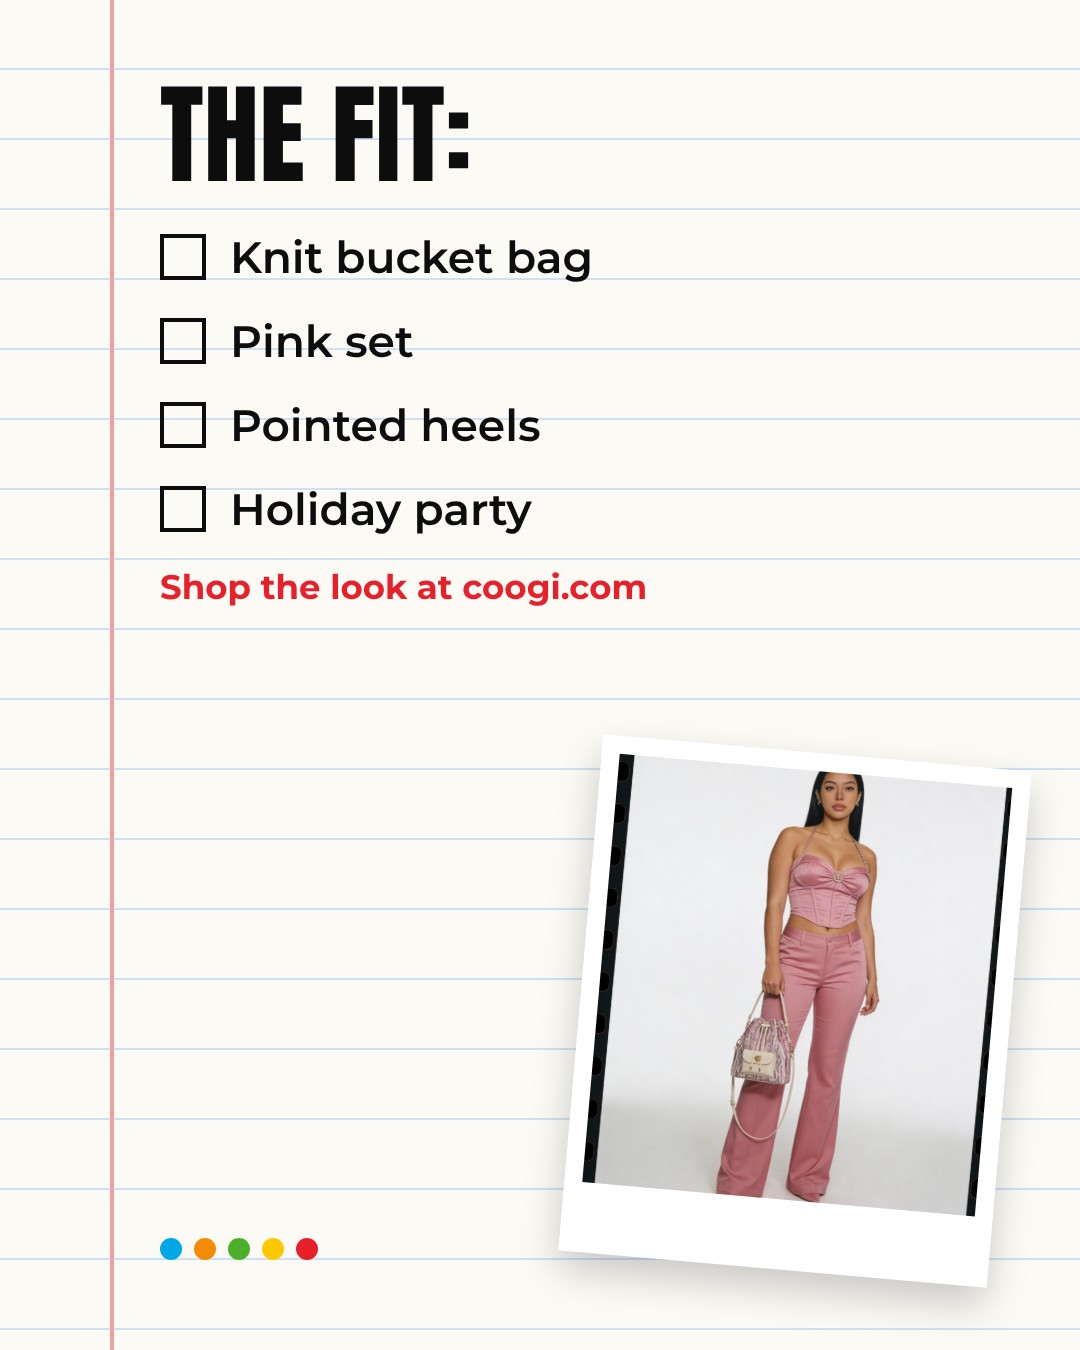 THE FIT:
Knit bucket bag
Pink set
Pointed heels
Holiday party
Shop the look at coogi.com